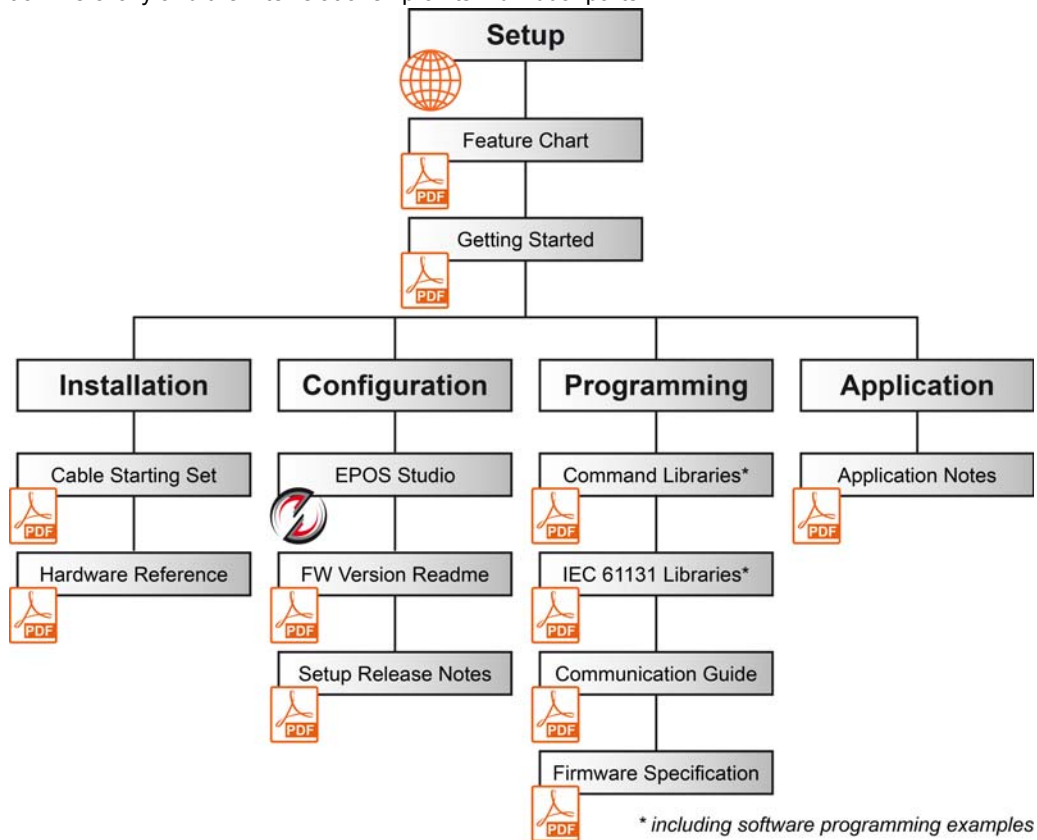 Setup
Feature Chart
PDF
Getting Started
PDF
Installation
Configuration
Programming
Application
Cable Starting Set
PDF
EPOS Studio
Command Libraries*
PDF
Application Notes
PDF
Hardware Reference
PDF
FW Version Readme
PDF
IEC 61131 Libraries*
PDF
Setup Release Notes
PDF
Communication Guide
PDF
Firmware Specification
PDF
* including software programming examples